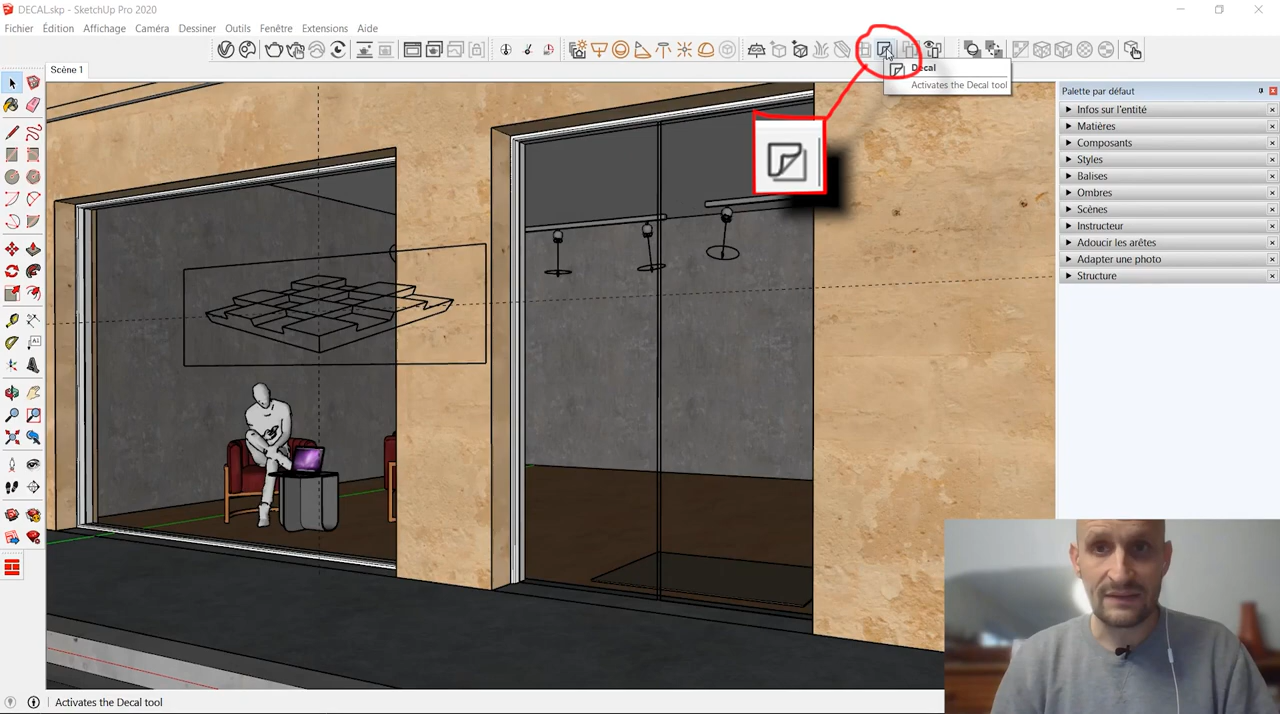 DECAL.skp - SketchUp Pro 2020
Fichier Édition Affichage Caméra Dessiner Outils Fenêtre Extensions Aide
Scène 1
Decal
Activates the Decal tool
Palette par défaut
Infos sur l'entité
Matières
Composants
Styles
Balises
Ombres
Scènes
Instructeur
Adoucir les arêtes
Adapter une photo
Structure
Activates the Decal tool